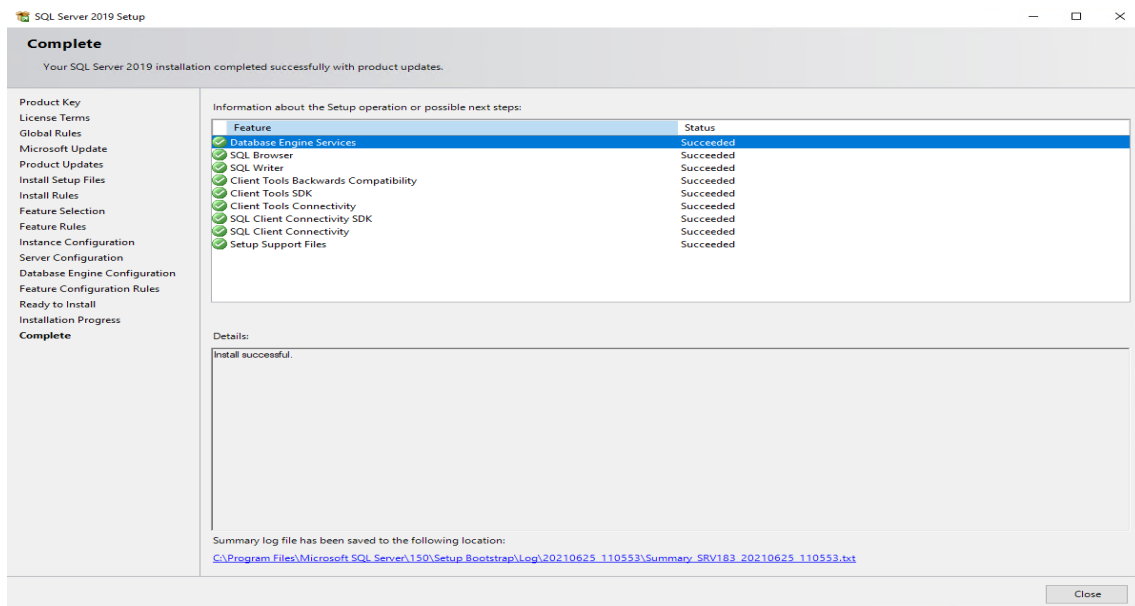 SQL Server 2019 Setup
Complete
Your SQL Server 2019 installation completed successfully with product updates.
Product Key
License Terms
Global Rules
Microsoft Update
Product Updates
Install Setup Files
Install Rules
Feature Selection
Feature Rules
Instance Configuration
Server Configuration
Database Engine Configuration
Feature Configuration Rules
Ready to Install
Installation Progress
Complete
Information about the Setup operation or possible next steps:
Feature Status
Database Engine Services Succeeded
SQL Browser Succeeded
SQL Writer Succeeded
Client Tools Backwards Compatibility Succeeded
Client Tools SDK Succeeded
Client Tools Connectivity Succeeded
SQL Client Connectivity SDK Succeeded
SQL Client Connectivity Succeeded
Setup Support Files Succeeded
Details:
Install successful.
Summary log file has been saved to the following location:
C:\Program Files\Microsoft SQL Server\150\Setup Bootstrap\Log\20210625_110553\Summary_SRV183_20210625_110553.txt
Close